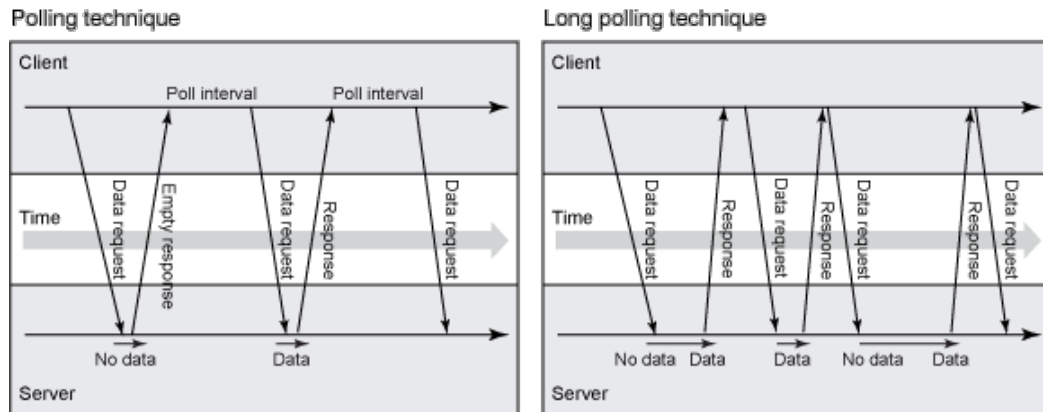 Polling technique
Client
Poll interval
Poll interval
Data request
Empty response
Data request
Response
Data request
Time
No data
Data
Server
Long polling technique
Client
Data request
Response
Data request
Response
Data request
Response
Data request
Time
No data
Data
Data
No data
Data
Server